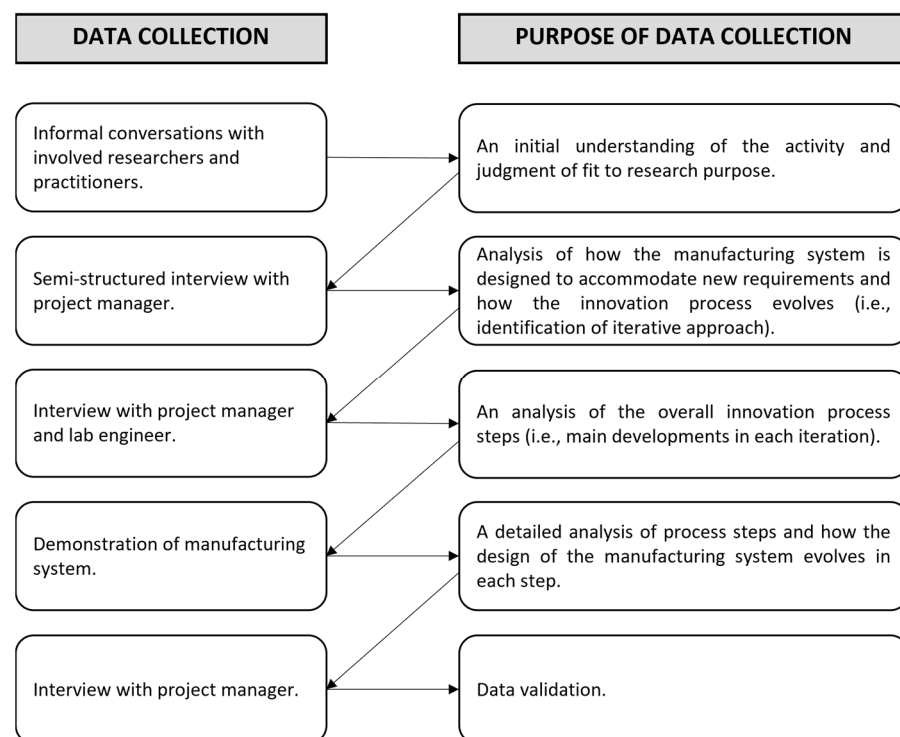 DATA COLLECTION
PURPOSE OF DATA COLLECTION
Informal conversations with
involved researchers and
practitioners.
An initial understanding of the activity and
judgment of fit to research purpose.
Semi-structured interview with
project manager.
Analysis of how the manufacturing system is
designed to accommodate new requirements and
how the innovation process evolves (i.e.,
identification of iterative approach).
Interview with project manager
and lab engineer.
An analysis of the overall innovation process
steps (i.e., main developments in each iteration).
Demonstration of manufacturing
system.
A detailed analysis of process steps and how the
design of the manufacturing system evolves in
each step.
Interview with project manager.
Data validation.